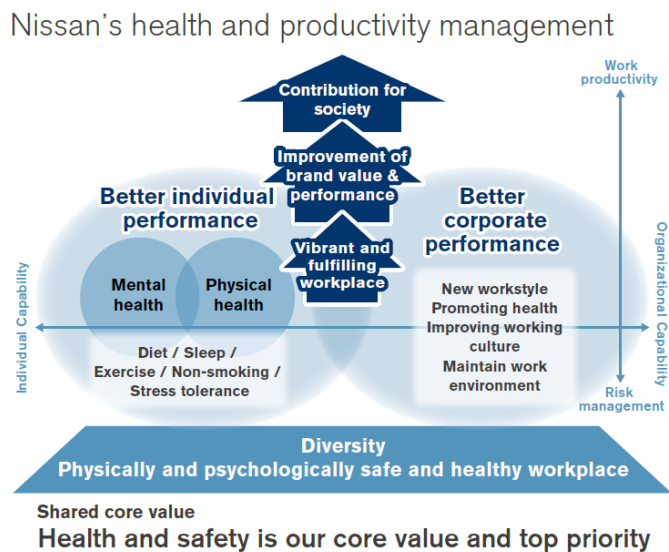 Nissan's health and productivity management
Work
productivity
Contribution for
society
Improvement of
brand value &
performance
Better individual
performance
Better
corporate
performance
Vibrant and
fulfilling
workplace
Mental
health
Physical
health
New workstyle
Promoting health
Improving working
culture
Maintain work
environment
Individual Capability
Organizational Capability
Diet / Sleep /
Exercise / Non-smoking /
Stress tolerance
Risk
management
Diversity
Physically and psychologically safe and healthy workplace
Shared core value
Health and safety is our core value and top priority